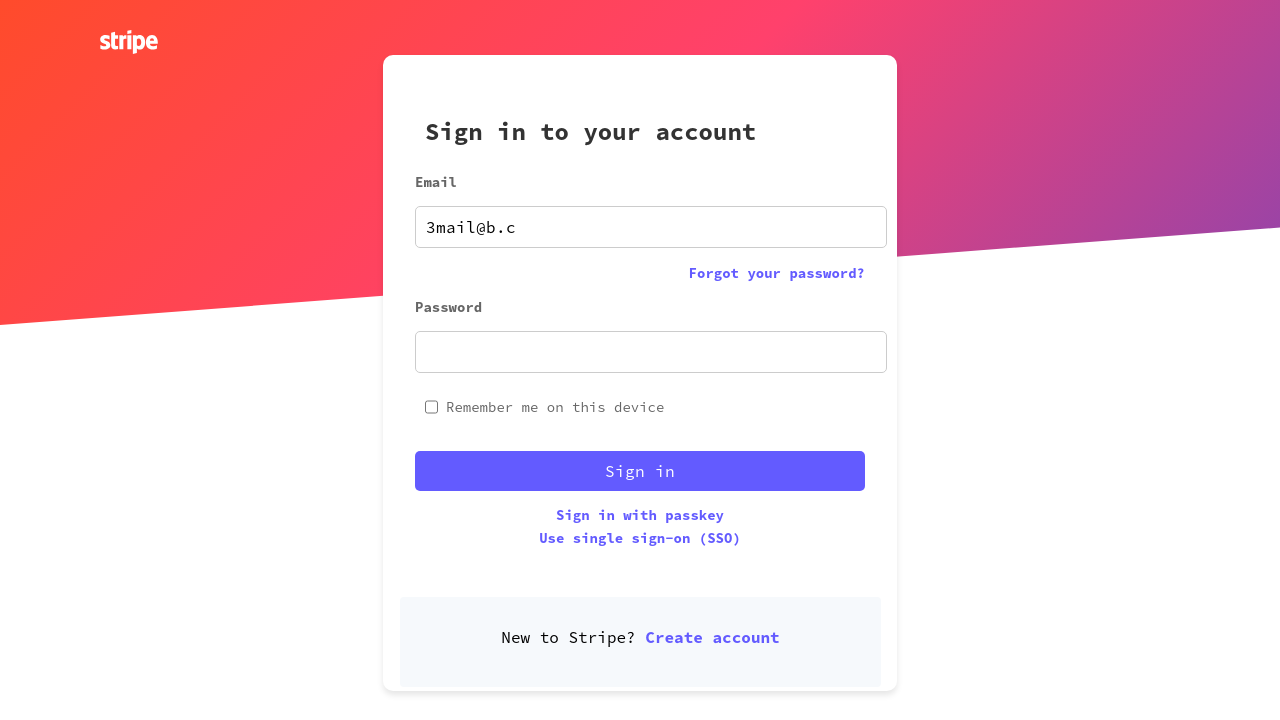 stripe
Sign in to your account
Email
3mail@b.c
Forgot your password?
Password
Remember me on this device
Sign in
Sign in with passkey
Use single sign-on (SSO)
New to Stripe? Create account